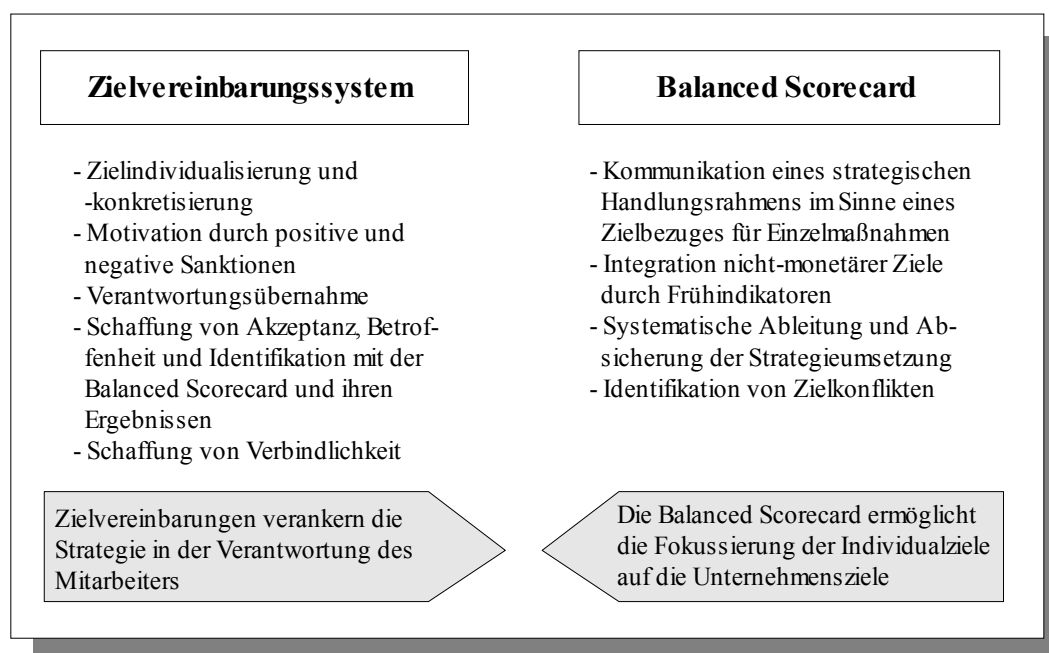 Zielvereinbarungssystem
- Zielindividualisierung und
-konkretisierung
- Motivation durch positive und
negative Sanktionen
- Verantwortungsübernahme
- Schaffung von Akzeptanz, Betrof-
fenheit und Identifikation mit der
Balanced Scorecard und ihren
Ergebnissen
- Schaffung von Verbindlichkeit
Zielvereinbarungen verankern die
Strategie in der Verantwortung des
Mitarbeiters
Balanced Scorecard
- Kommunikation eines strategischen
Handlungsrahmens im Sinne eines
Zielbezuges für Einzelmaßnahmen
- Integration nicht-monetärer Ziele
durch Frühindikatoren
- Systematische Ableitung und Ab-
sicherung der Strategieumsetzung
- Identifikation von Zielkonflikten
Die Balanced Scorecard ermöglicht
die Fokussierung der Individualziele
auf die Unternehmensziele